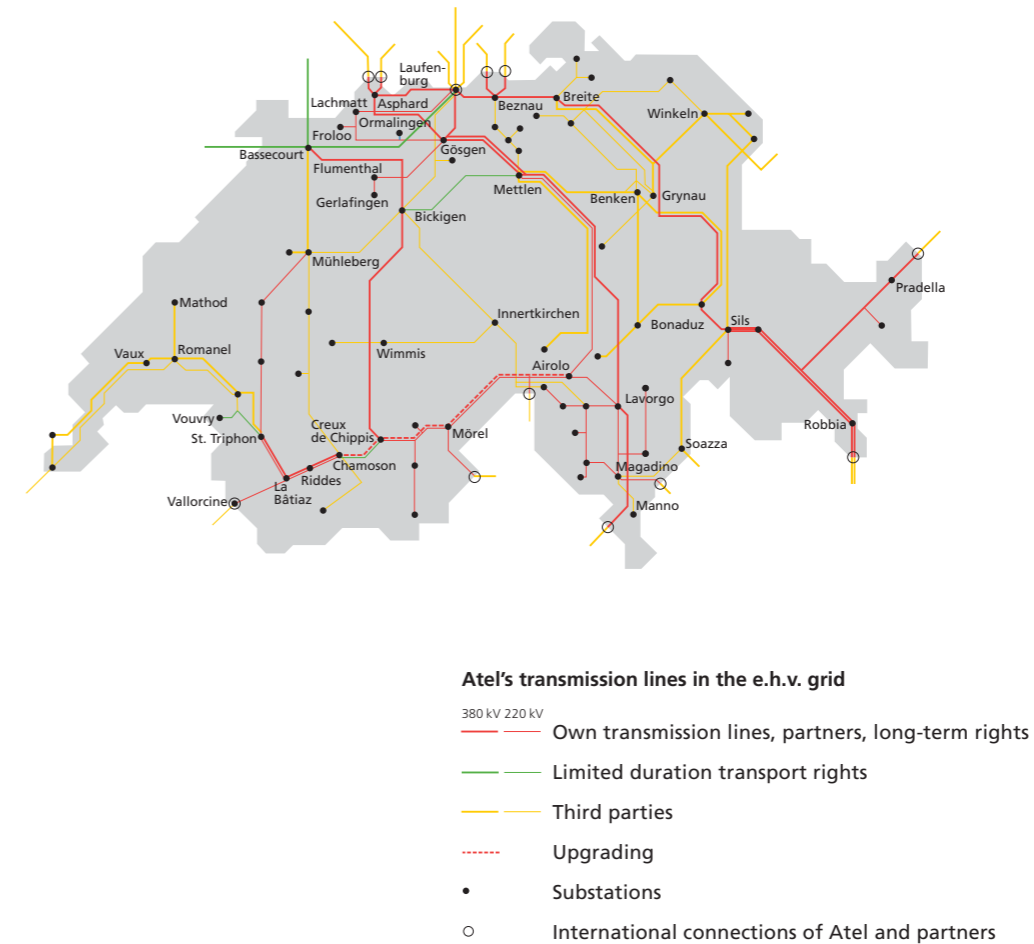 Laufen-
burg
Lachmatt
Asphard
Beznau
Breite
Winkeln
Ormalingen
Froloo
Gösgen
Bassecourt
Flumenthal
Gerlafingen
Mettlen
Benken
Grynau
Bickigen
Mühleberg
Pradella
Mathod
Innertkirchen
Bonaduz
Sils
Vaux
Romanel
Wimmis
Airolo
Vouvry
St. Triphon
Creux
de Chippis
Mörel
Lavorgo
Robbia
Chamoson
Soazza
Riddes
La
Bâtiaz
Magadino
Vallorcine
Manno
Atel's transmission lines in the e.h.v. grid
380 kV 220 kV
Own transmission lines, partners, long-term rights
Limited duration transport rights
Third parties
Upgrading
Substations
International connections of Atel and partners